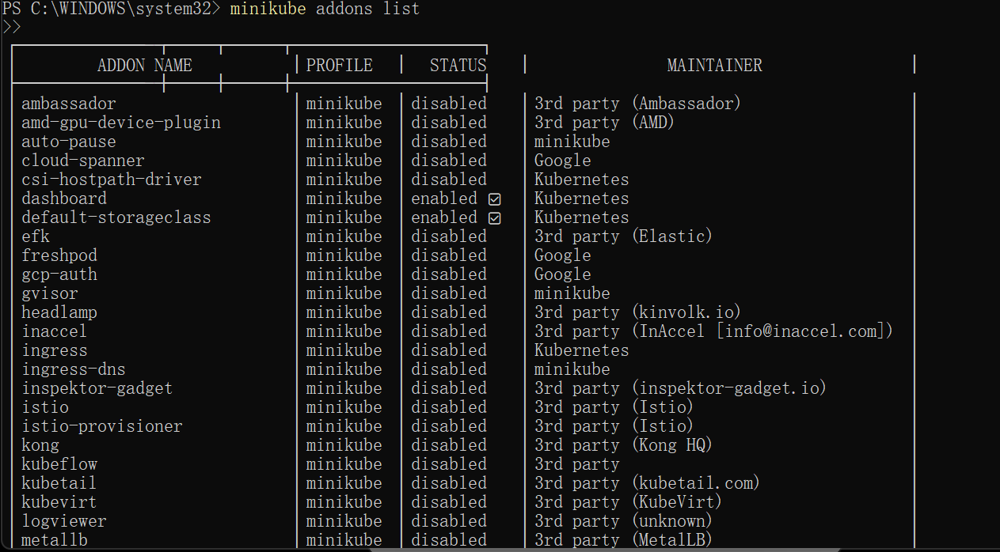 PS C:\WINDOWS\system32> minikube addons list
>>
ADDON NAME | PROFILE | STATUS | MAINTAINER |
ambassador | minikube | disabled | 3rd party (Ambassador)
amd-gpu-device-plugin | minikube | disabled | 3rd party (AMD)
auto-pause | minikube | disabled | minikube
cloud-spanner | minikube | disabled | Google
csi-hostpath-driver | minikube | disabled | Kubernetes
dashboard | minikube | enabled ☑ | Kubernetes
default-storageclass | minikube | enabled ☑ | Kubernetes
efk | minikube | disabled | 3rd party (Elastic)
freshpod | minikube | disabled | Google
gcp-auth | minikube | disabled | Google
gvisor | minikube | disabled | minikube
headlamp | minikube | disabled | 3rd party (kinvolk.io)
inaccel | minikube | disabled | 3rd party (InAccel [info@inaccel.com])
ingress | minikube | disabled | Kubernetes
ingress-dns | minikube | disabled | minikube
inspektor-gadget | minikube | disabled | 3rd party (inspektor-gadget.io)
istio | minikube | disabled | 3rd party (Istio)
istio-provisioner | minikube | disabled | 3rd party (Istio)
kong | minikube | disabled | 3rd party (Kong HQ)
kubeflow | minikube | disabled | 3rd party
kubetail | minikube | disabled | 3rd party (kubetail.com)
kubevirt | minikube | disabled | 3rd party (KubeVirt)
logviewer | minikube | disabled | 3rd party (unknown)
metallb | minikube | disabled | 3rd party (MetalLB)